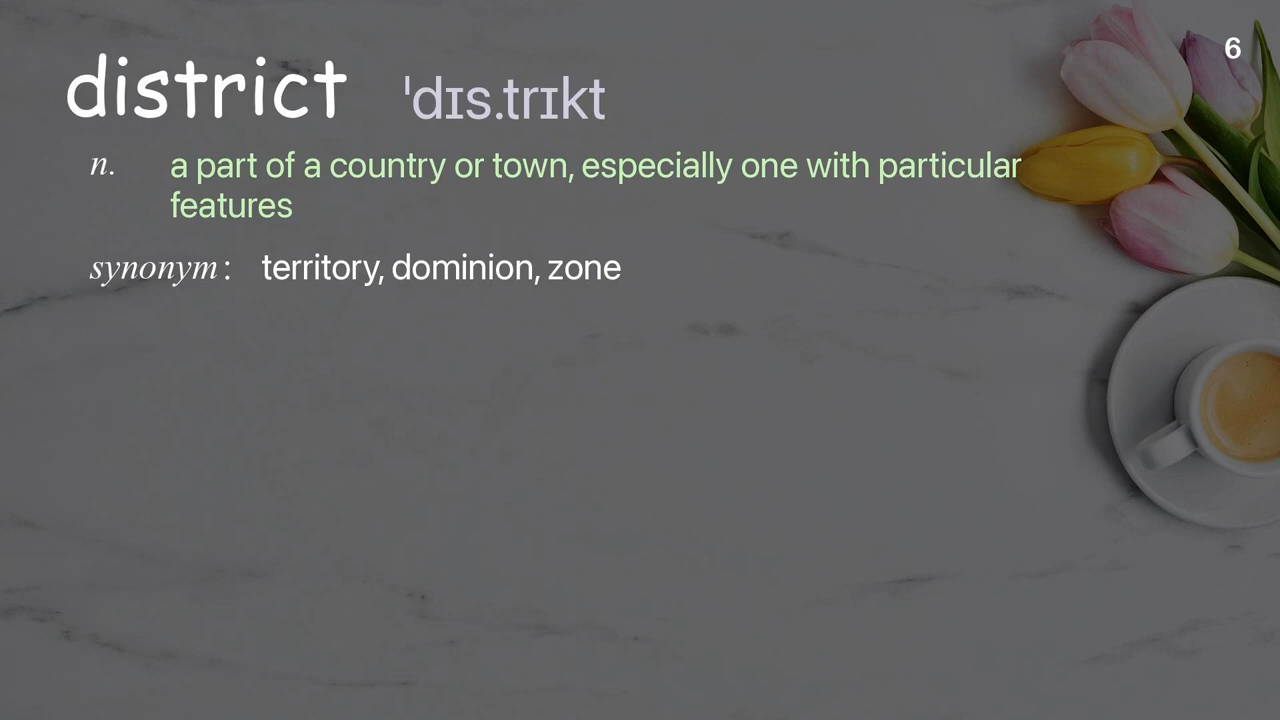 6
district ˈdɪs.trɪkt
n. a part of a country or town, especially one with particular
features
synonym: territory, dominion, zone